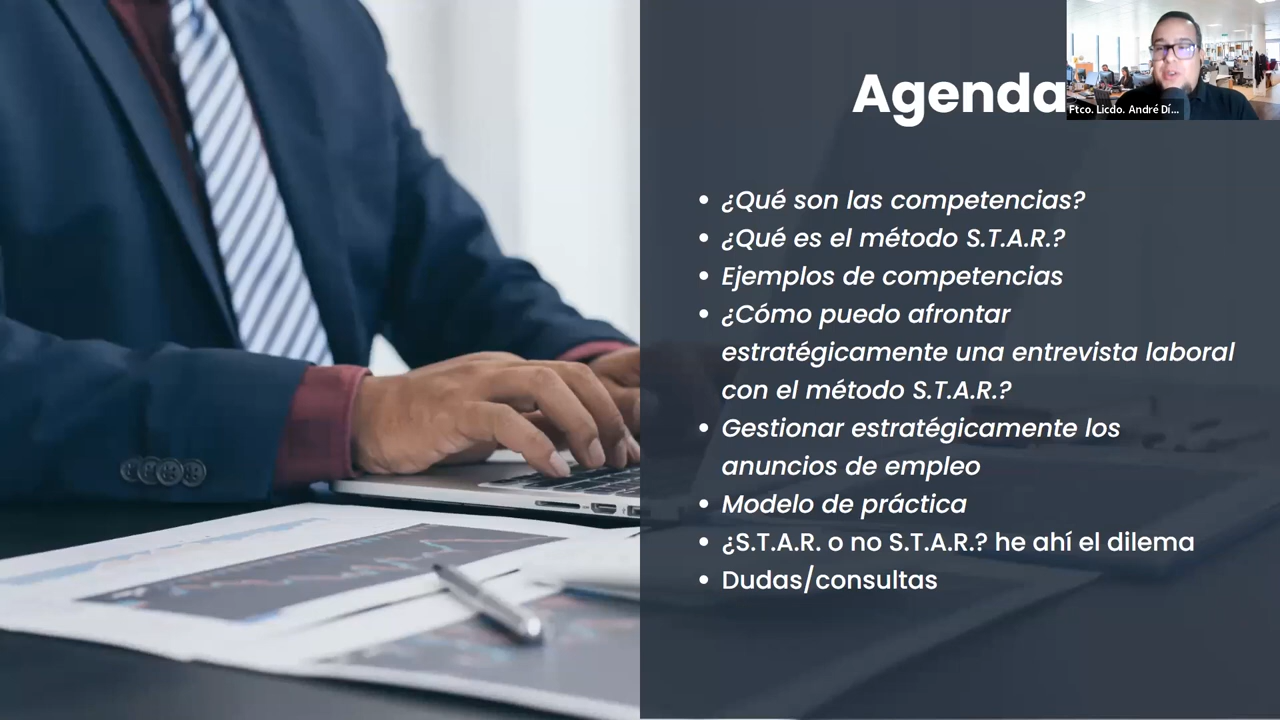 Agenda
Ftco. Licdo. André Dí...
• ¿Qué son las competencias?
• ¿Qué es el método S.T.A.R.?
• Ejemplos de competencias
• ¿Cómo puedo afrontar
estratégicamente una entrevista laboral
con el método S.T.A.R.?
• Gestionar estratégicamente los
anuncios de empleo
• Modelo de práctica
• ¿S.T.A.R. o no S.T.A.R.? he ahí el dilema
• Dudas/consultas